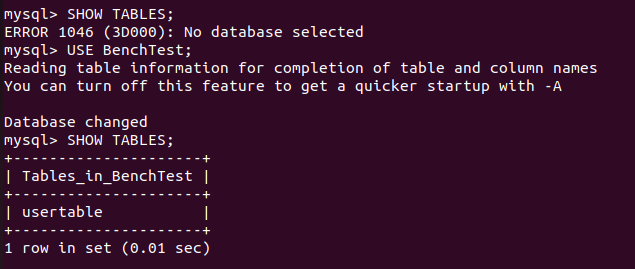 mysql> SHOW TABLES;
ERROR 1046 (3D000): No database selected
mysql> USE BenchTest;
Reading table information for completion of table and column names
You can turn off this feature to get a quicker startup with -A

Database changed
mysql> SHOW TABLES;
+---------------------+
| Tables_in_BenchTest |
+---------------------+
| usertable           |
+---------------------+
1 row in set (0.01 sec)